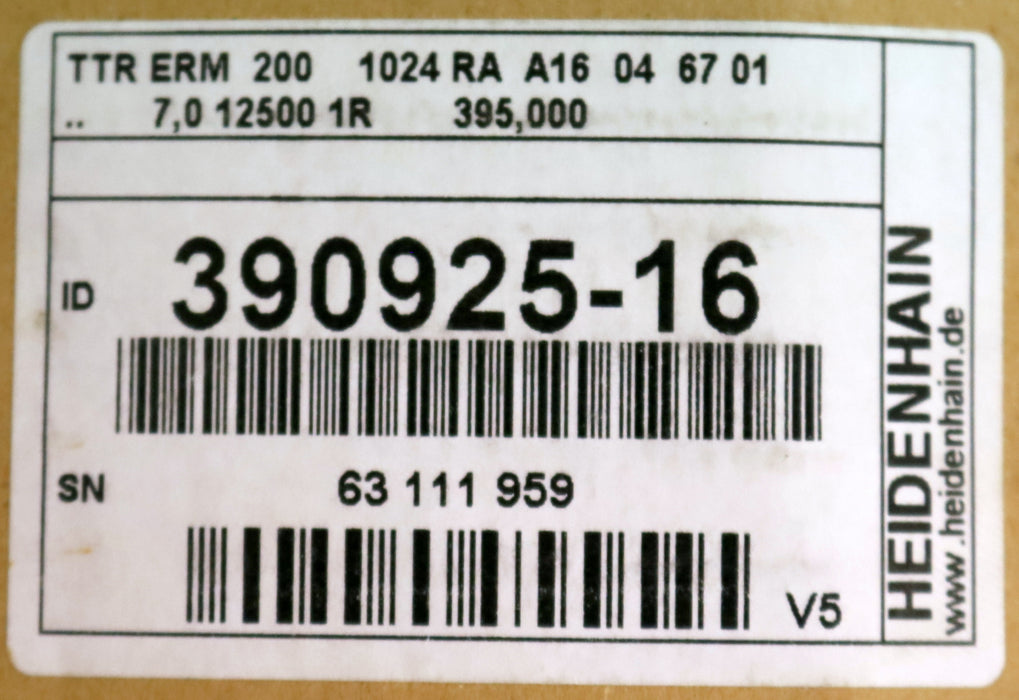 TTR ERM 200 1024 RA A16 04 67 01
.. 7,0 12500 1R 395,000
ID 390925-16
SN 63 111 959
V5
HEIDENHAIN
www.heidenhain.de